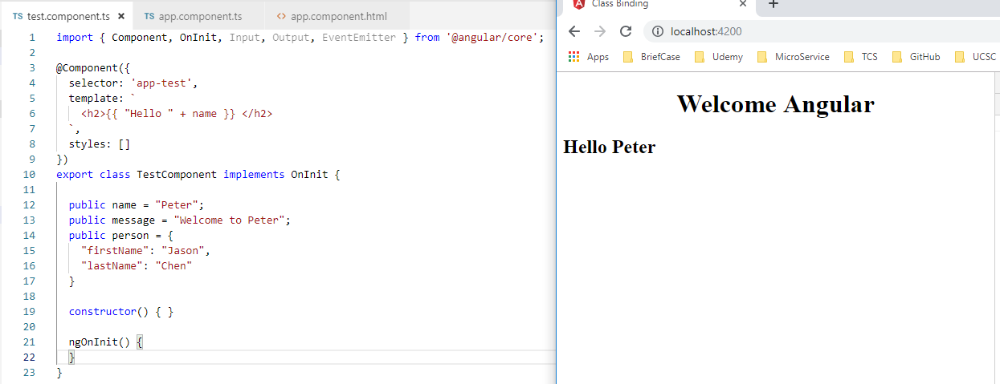 TS test.component.ts × TS app.component.ts <> app.component.html
1 import { Component, OnInit, Input, Output, EventEmitter } from '@angular/core';
2
3 @Component({
4 selector: 'app-test',
5 template: `
6 <h2>{{ "Hello " + name }} </h2>
7 `,
8 styles: []
9 })
10 export class TestComponent implements OnInit {
11
12 public name = "Peter";
13 public message = "Welcome to Peter";
14 public person = {
15 "firstName": "Jason",
16 "lastName": "Chen"
17 }
18
19 constructor() { }
20
21 ngOnInit() {
22 }
23 }
Class Binding × +
localhost:4200
Apps BriefCase Udemy MicroService TCS GitHub UCSC
Welcome Angular
Hello Peter